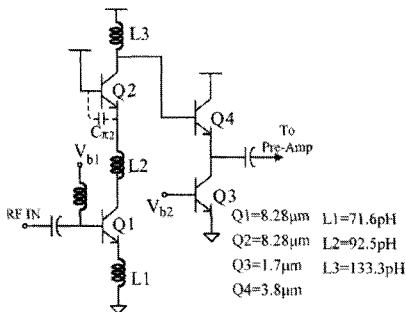 L3
Q2
Cπ2
Q4
To
Pre-Amp
Vb1
L2
Vb2
Q3
RF IN
Q1
L1
Q1=8.28μm L1=71.6pH
Q2=8.28μm L2=92.5pH
Q3=1.7μm L3=133.3pH
Q4=3.8μm